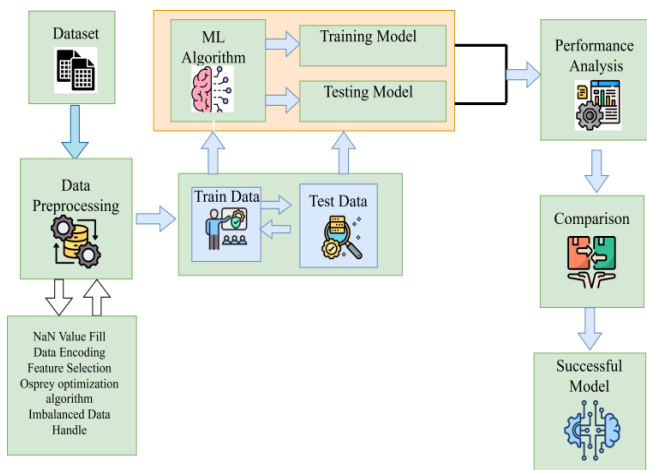 Dataset
ML
Algorithm
Training Model
Testing Model
Performance
Analysis
Data
Preprocessing
Train Data
Test Data
Comparison
NaN Value Fill
Data Encoding
Feature Selection
Osprey optimization
algorithm
Imbalanced Data
Handle
Successful
Model